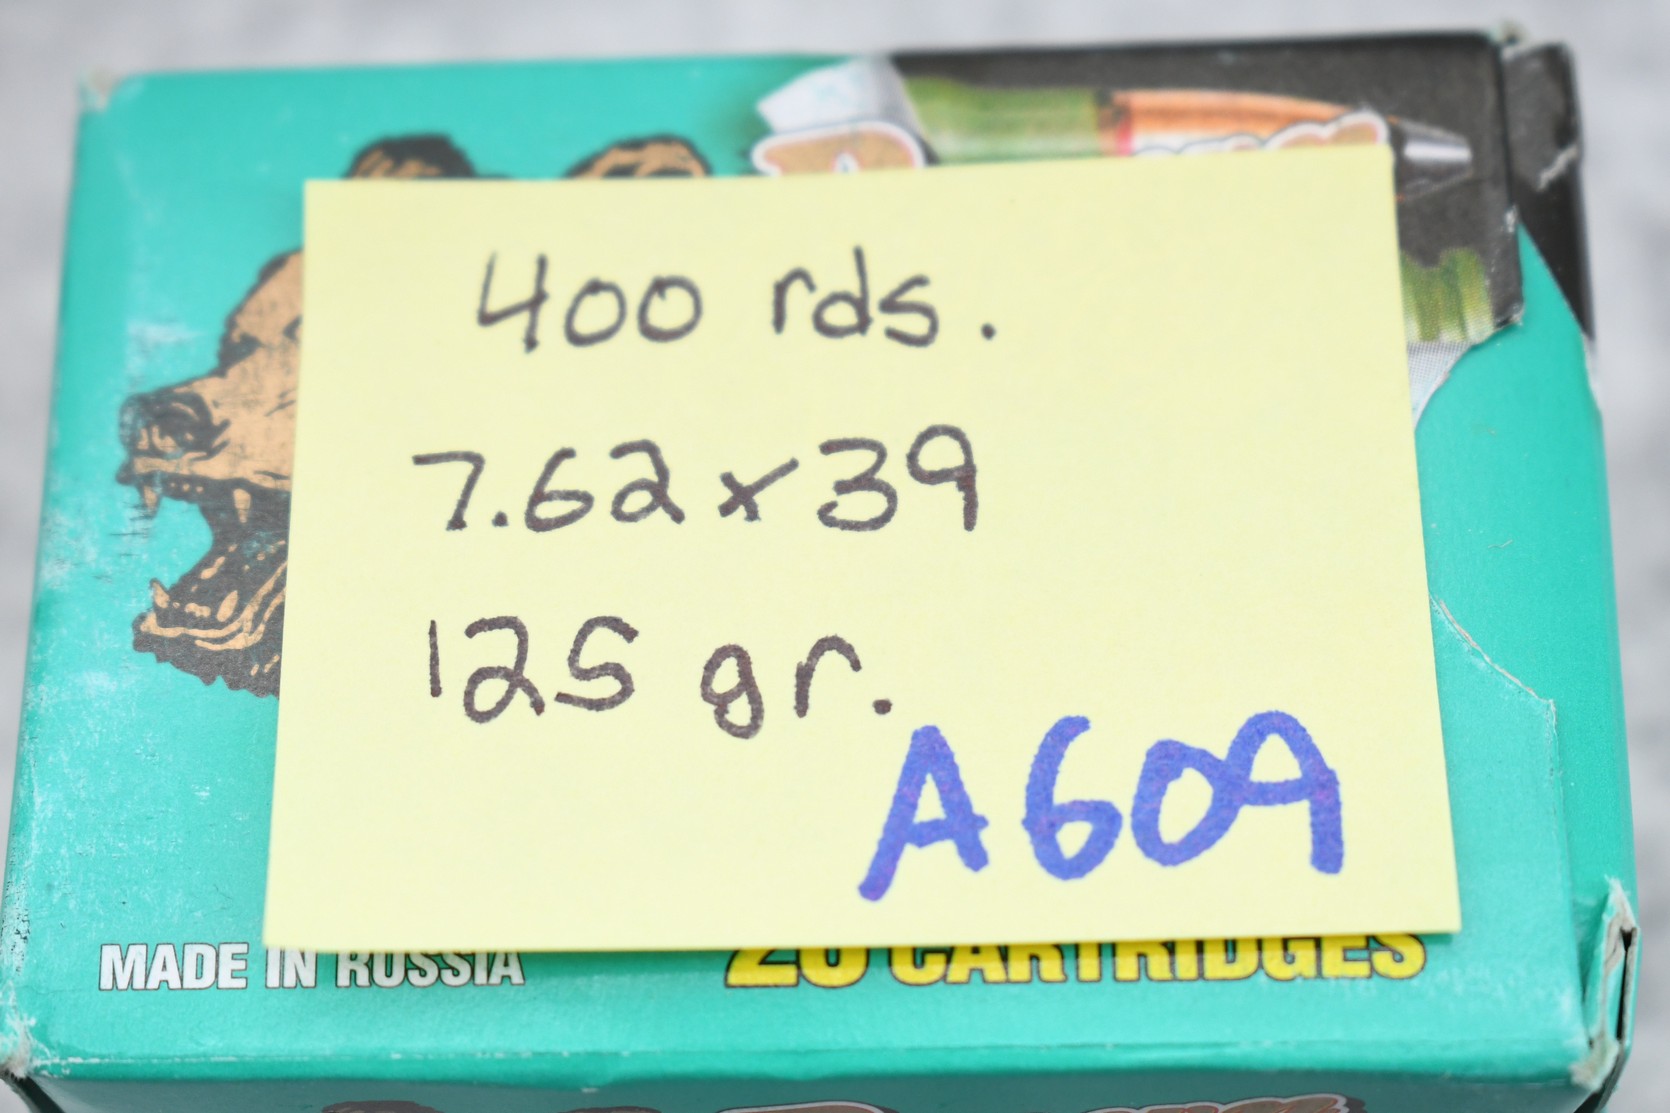 400 rds.
7.62x39
125 gr.
A609
MADE IN RUSSIA
20 CARTRIDGES